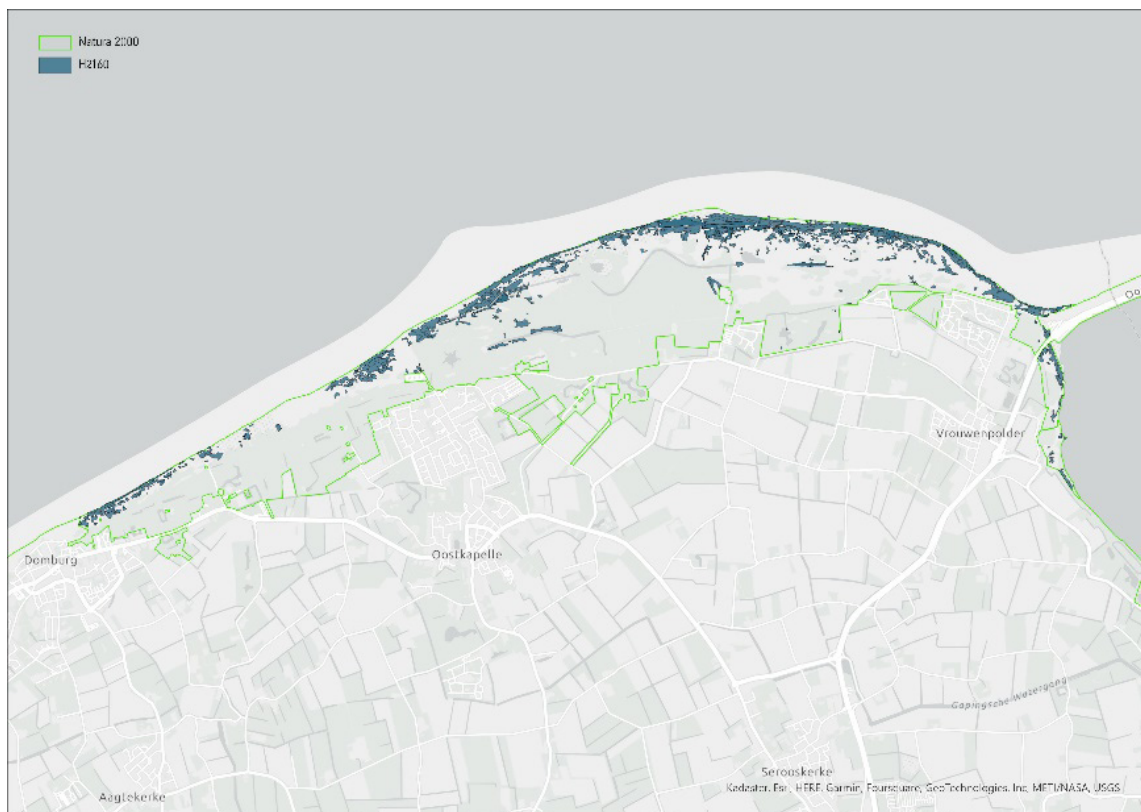 Natura 2000
H2160
Vrouwenpolder
Oostkapelle
Domburg
Gapingsche Watergang
Serooskerke
Kadaster, Esri, HERE, Garmin, Foursquare, GeoTechnologies, Inc, METI/NASA, USGS
Aagtekerke